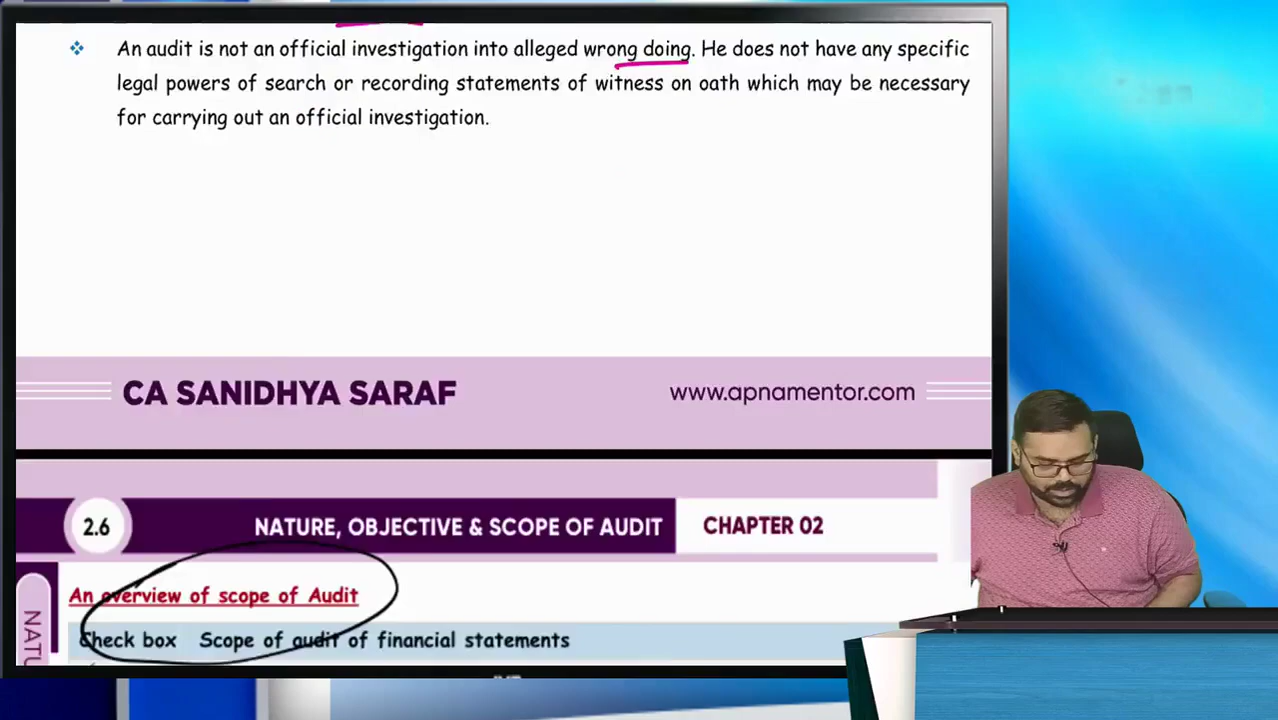 ❖ An audit is not an official investigation into alleged wrong doing. He does not have any specific
legal powers of search or recording statements of witness on oath which may be necessary
for carrying out an official investigation.
CA SANIDHYA SARAF
www.apnamentor.com
2.6
NATURE, OBJECTIVE & SCOPE OF AUDIT
CHAPTER 02
An overview of scope of Audit
Check box Scope of audit of financial statements